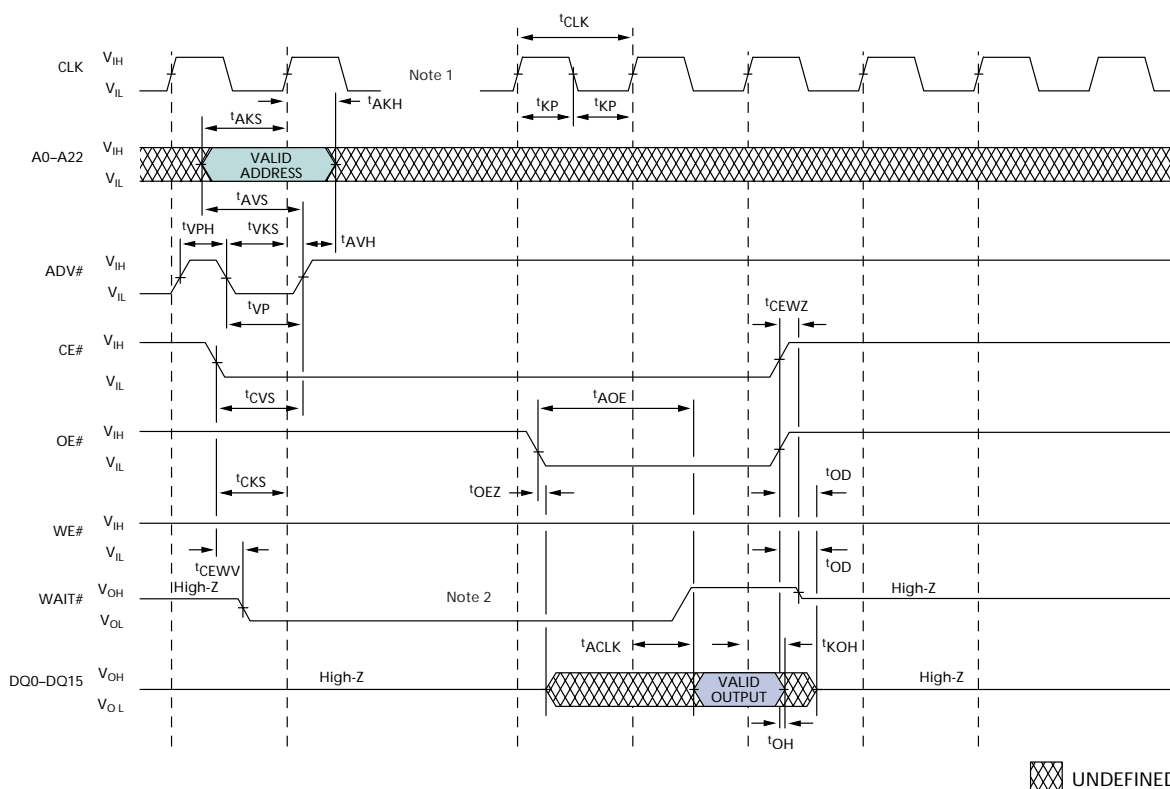 tCLK
CLK VIH
VIL
Note 1
tAKH
tKP tKP
tAKS
A0–A22 VIH
VIL
VALID
ADDRESS
tAVS
tVPH tVKS
tAVH
ADV# VIH
VIL
tVP
tCEWZ
CE# VIH
VIL
tCVS
tAOE
OE# VIH
VIL
tCKS
tOEZ
tOD
WE# VIH
VIL
tCEWV
tOD
WAIT# VOH
VOL
High-Z
Note 2
High-Z
tACLK
tKOH
DQ0–DQ15 VOH
VO L
High-Z
VALID
OUTPUT
High-Z
tOH
UNDEFINED